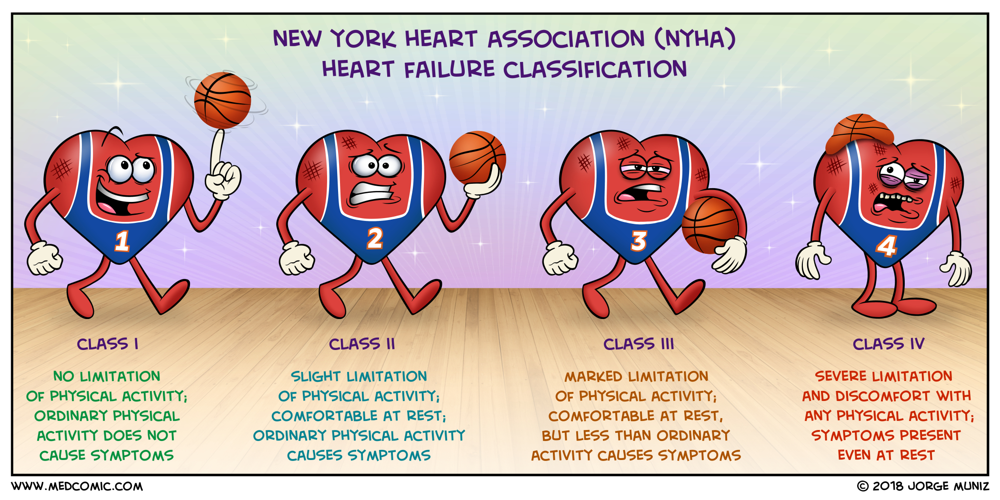 NEW YORK HEART ASSOCIATION (NYHA)
HEART FAILURE CLASSIFICATION
1
2
3
4
CLASS I
NO LIMITATION
OF PHYSICAL ACTIVITY;
ORDINARY PHYSICAL
ACTIVITY DOES NOT
CAUSE SYMPTOMS
CLASS II
SLIGHT LIMITATION
OF PHYSICAL ACTIVITY;
COMFORTABLE AT REST;
ORDINARY PHYSICAL ACTIVITY
CAUSES SYMPTOMS
CLASS III
MARKED LIMITATION
OF PHYSICAL ACTIVITY;
COMFORTABLE AT REST,
BUT LESS THAN ORDINARY
ACTIVITY CAUSES SYMPTOMS
CLASS IV
SEVERE LIMITATION
AND DISCOMFORT WITH
ANY PHYSICAL ACTIVITY;
SYMPTOMS PRESENT
EVEN AT REST
WWW.MEDCOMIC.COM
© 2018 JORGE MUNIZ